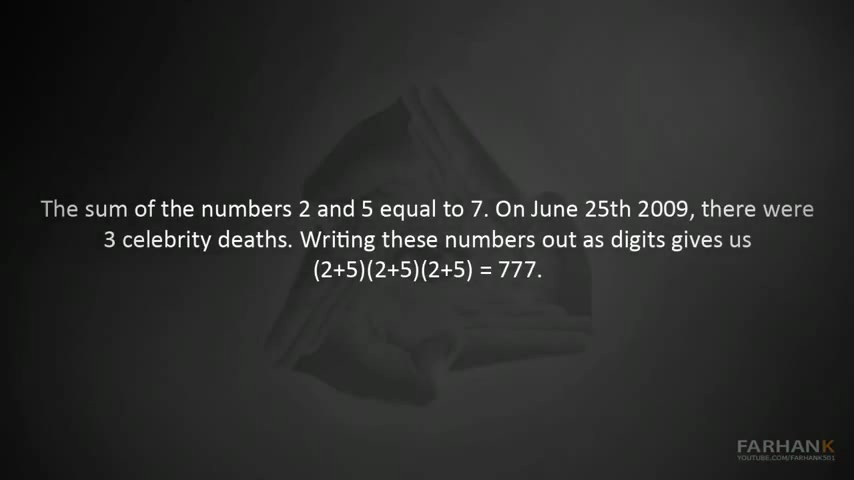 The sum of the numbers 2 and 5 equal to 7. On June 25th 2009, there were
3 celebrity deaths. Writing these numbers out as digits gives us
(2+5)(2+5)(2+5) = 777.
FARHANK
YOUTUBE.COM/FARHANK501